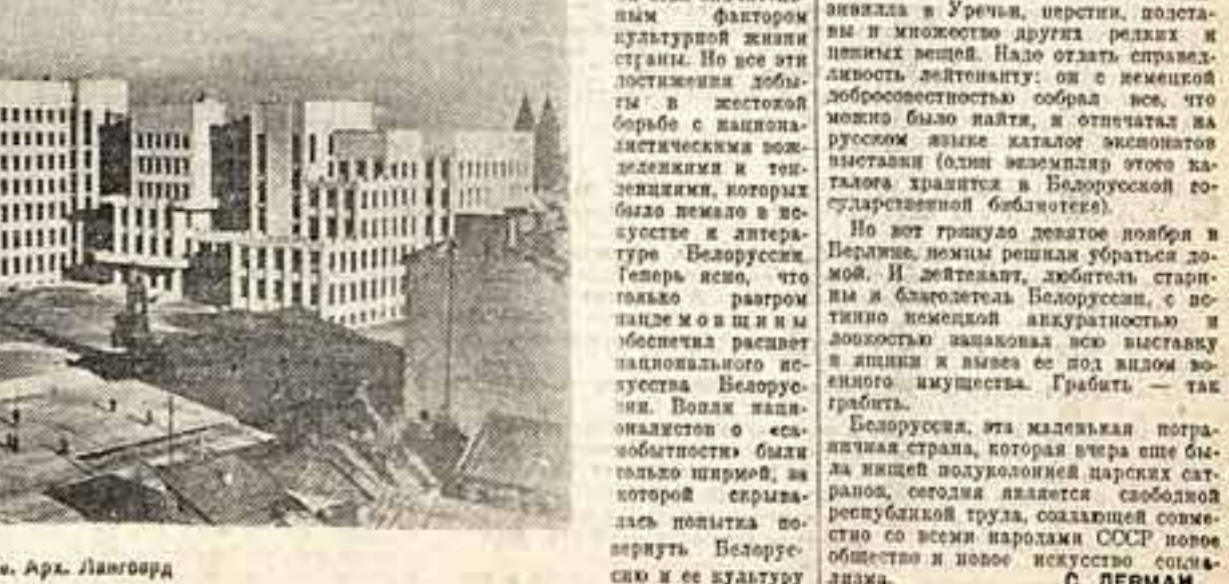 ным фактором
культурной жизни
страны. Но все эти
достижения добы-
ты в жестокой
борьбе с национа-
листическими вож-
делениями и тен-
денциями, которых
было немало в ис-
кусстве и литера-
туре Белоруссии.
Теперь ясно, что
только разгром
нацдемовщины
обеспечил расцвет
национального ис-
кусства Белорус-
сии. Вопли наци-
оналистов о «са-
мобытности» были
только ширмой, за
которой скрыва-
лась попытка по-
вернуть Белорус-
сию и ее культуру
в Уречьи, перстни, подста-
вы и множество других редких и
ценных вещей. Надо отдать справед-
ливость лейтенанту: он с немецкой
добросовестностью собрал все, что
можно было найти, и отпечатал на
русском языке каталог экспонатов
выставки (один экземпляр этого ка-
талога хранится в Белорусской го-
сударственной библиотеке).
Но вот грянуло девятое ноября в
Берлине, немцы решили убраться до-
мой. И лейтенант, любитель стари-
ны и благодетель Белоруссии, с ис-
тинно немецкой аккуратностью и
ловкостью запаковал всю выставку
в ящики и вывез ее под видом во-
енного имущества. Грабить — так
грабить.
Белоруссия, эта маленькая погра-
ничная страна, которая вчера еще бы-
ла нищей полуколонией царских сат-
рапов, сегодня является свободной
республикой труда, создающей совме-
стно со всеми народами СССР новое
общество и новое искусство социа-
лизма.
Арх. Лангбард